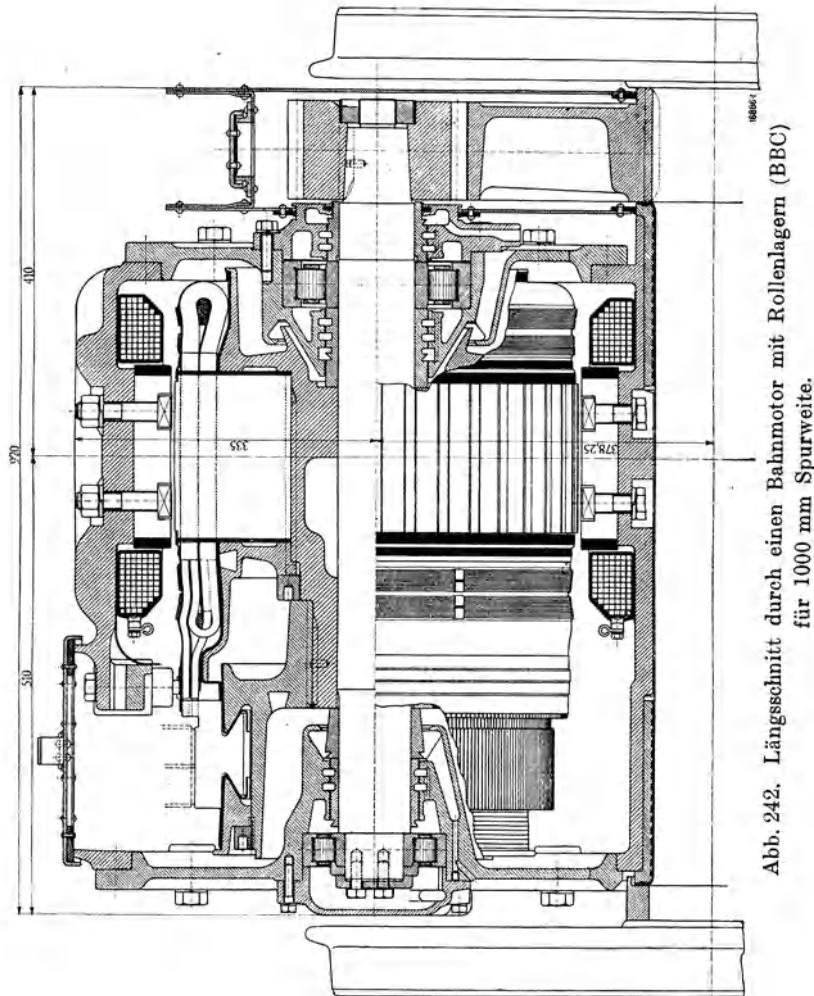 920
510
410
335
378,25
Abb. 242. Längsschnitt durch einen Bahnmotor mit Rollenlagern (BBC)
für 1000 mm Spurweite.